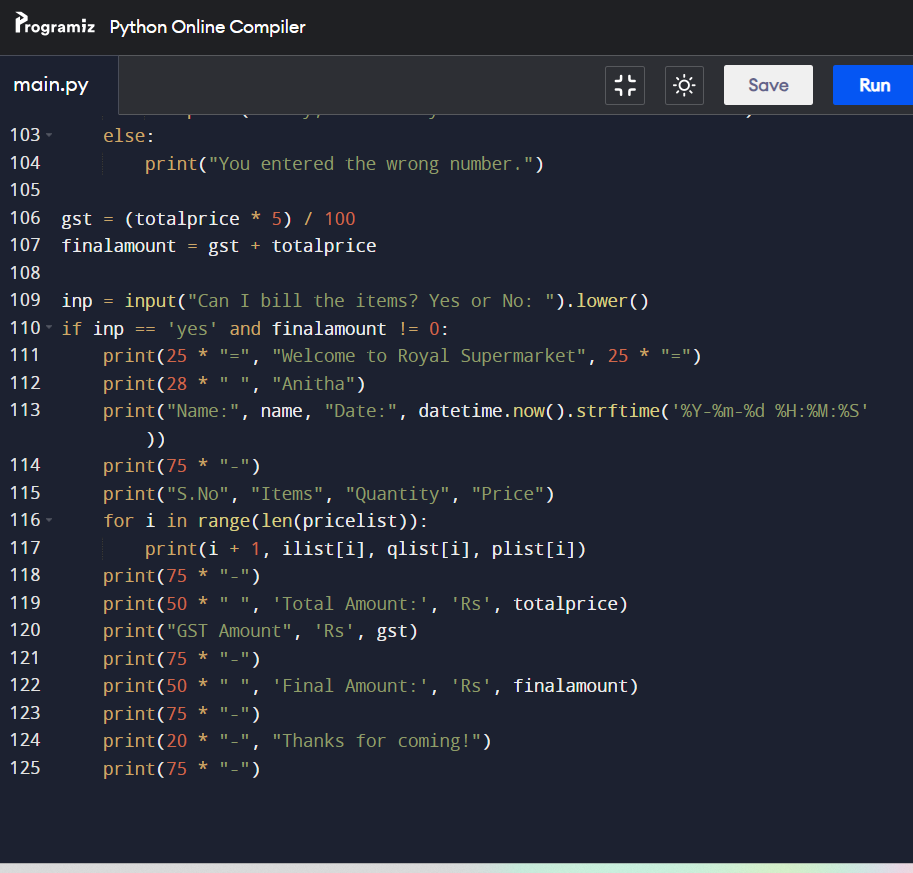 Programiz Python Online Compiler
main.py Save Run
103 else:
104 print("You entered the wrong number.")
105
106 gst = (totalprice * 5) / 100
107 finalamount = gst + totalprice
108
109 inp = input("Can I bill the items? Yes or No: ").lower()
110 if inp == 'yes' and finalamount != 0:
111 print(25 * "=", "Welcome to Royal Supermarket", 25 * "=")
112 print(28 * " ", "Anitha")
113 print("Name:", name, "Date:", datetime.now().strftime('%Y-%m-%d %H:%M:%S'
))
114 print(75 * "-")
115 print("S.No", "Items", "Quantity", "Price")
116 for i in range(len(pricelist)):
117 print(i + 1, ilist[i], qlist[i], plist[i])
118 print(75 * "-")
119 print(50 * " ", 'Total Amount:', 'Rs', totalprice)
120 print("GST Amount", 'Rs', gst)
121 print(75 * "-")
122 print(50 * " ", 'Final Amount:', 'Rs', finalamount)
123 print(75 * "-")
124 print(20 * "-", "Thanks for coming!")
125 print(75 * "-")